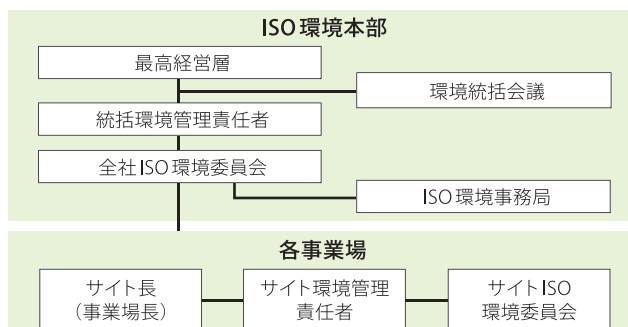 ISO環境本部
最高経営層
環境統括会議
統括環境管理責任者
全社ISO環境委員会
ISO環境事務局
各事業場
サイト長
（事業場長）
サイト環境管理
責任者
サイトISO
環境委員会